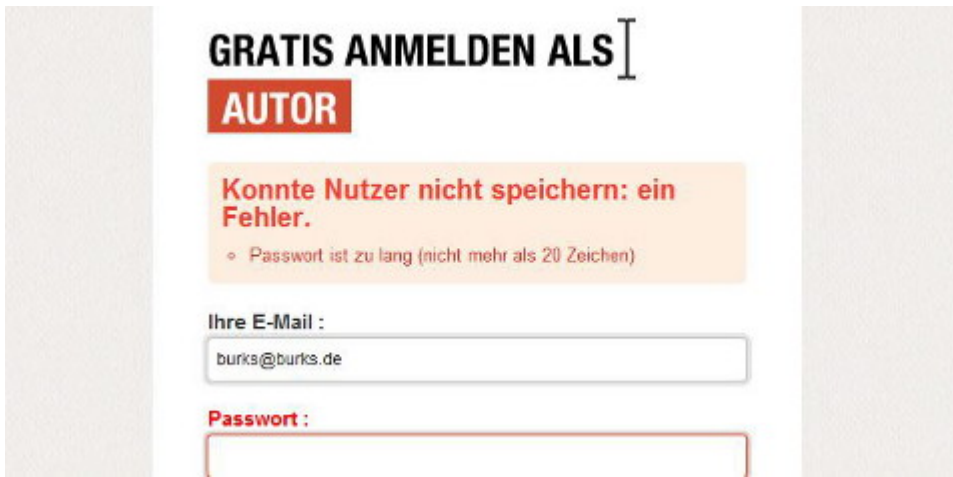 GRATIS ANMELDEN ALS
AUTOR
Konnte Nutzer nicht speichern: ein
Fehler.
Passwort ist zu lang (nicht mehr als 20 Zeichen)
Ihre E-Mail :
burks@burks.de
Passwort :